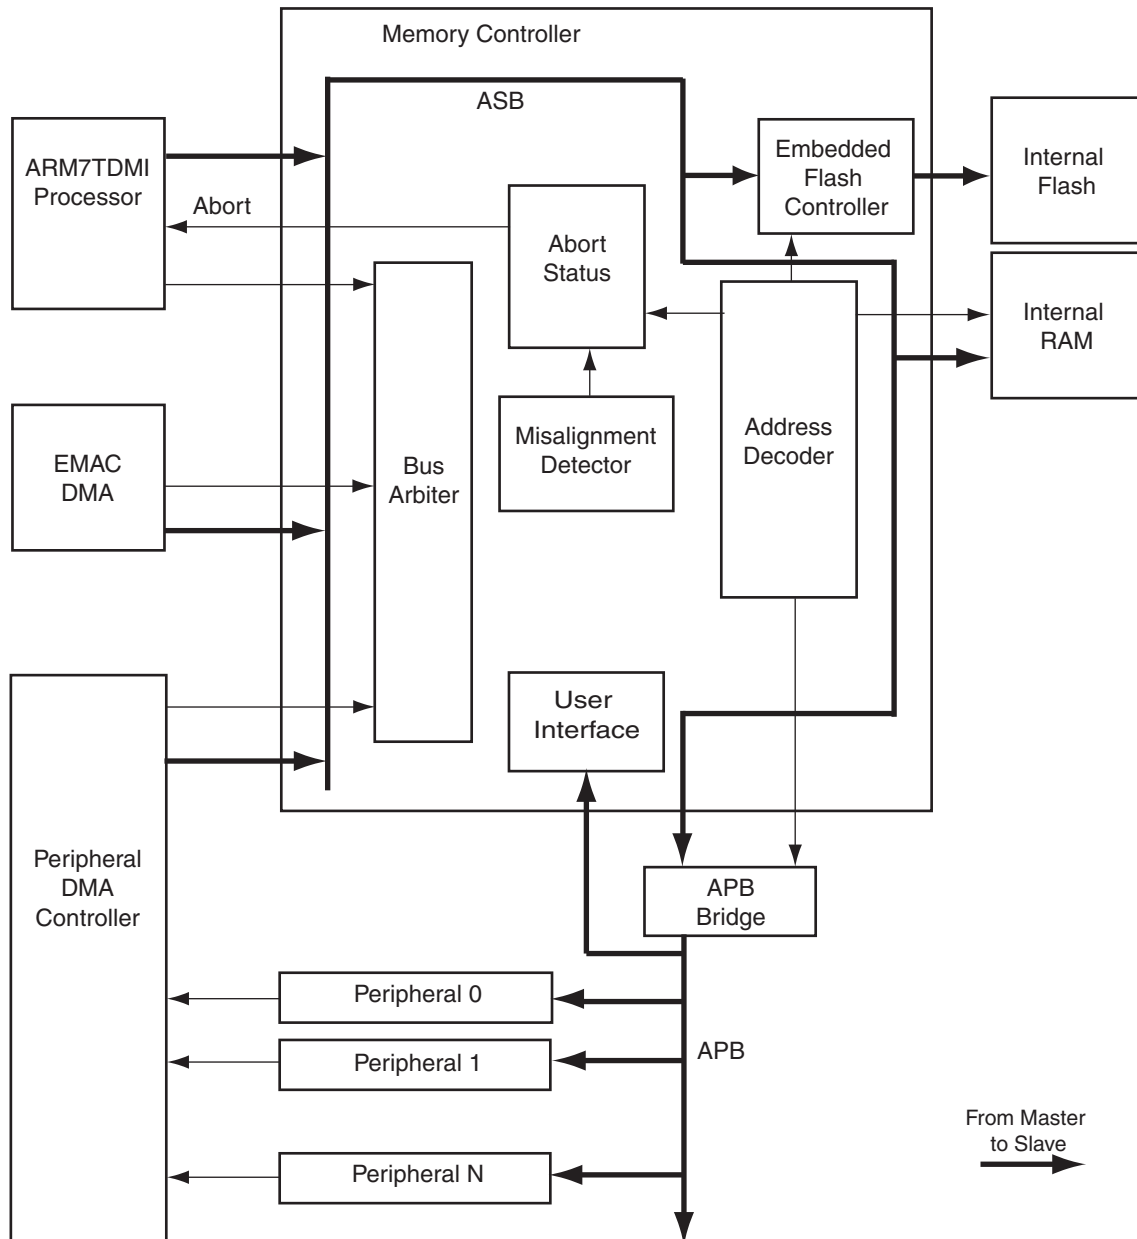 Memory Controller
ASB
ARM7TDMI
Processor
Abort
Embedded
Flash
Controller
Internal
Flash
Abort
Status
Internal
RAM
Misalignment
Detector
Address
Decoder
EMAC
DMA
Bus
Arbiter
User
Interface
Peripheral
DMA
Controller
APB
Bridge
Peripheral 0
Peripheral 1
APB
Peripheral N
From Master
to Slave